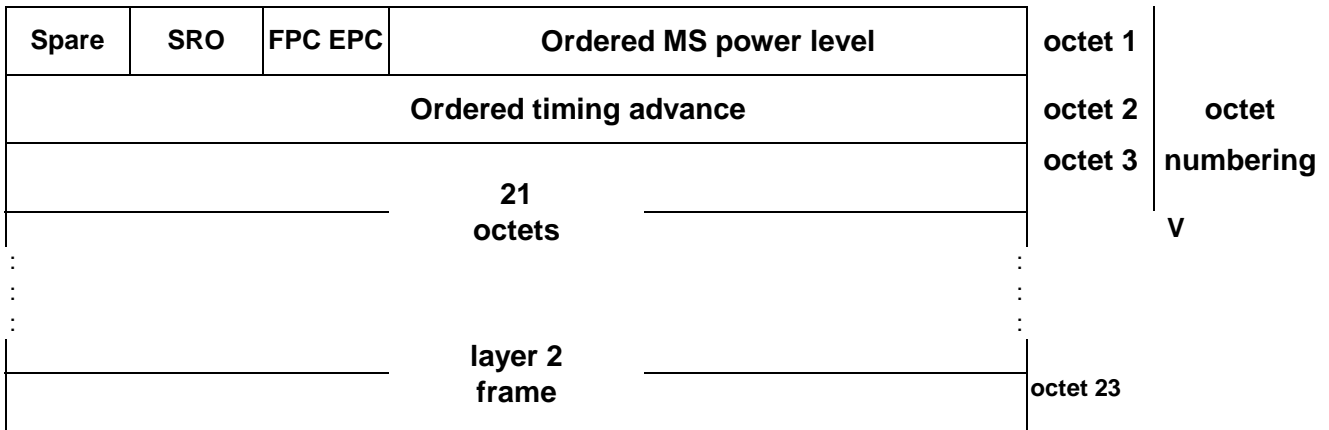 Spare SRO FPC EPC Ordered MS power level octet 1
Ordered timing advance octet 2 octet
octet 3 numbering
21
octets
V
: :
: :
: :
layer 2
frame
octet 23